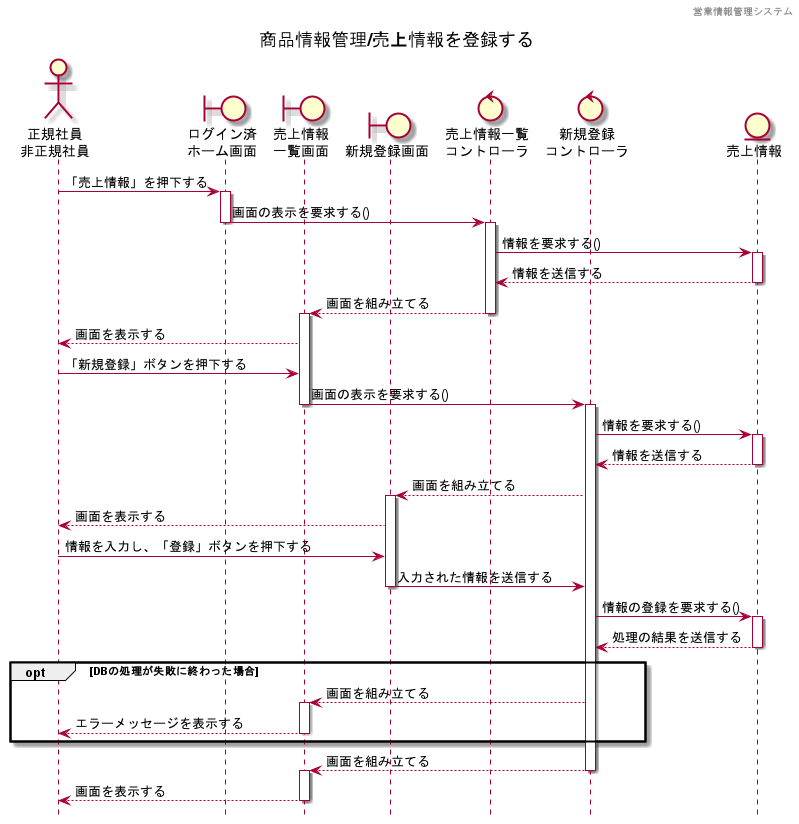 営業情報管理システム
商品情報管理/売上情報を登録する
正規社員
非正規社員
ログイン済
ホーム画面
売上情報
一覧画面
新規登録画面
売上情報一覧
コントローラ
新規登録
コントローラ
売上情報
「売上情報」を押下する
画面の表示を要求する()
情報を要求する()
情報を送信する
画面を組み立てる
画面を表示する
「新規登録」ボタンを押下する
画面の表示を要求する()
情報を要求する()
情報を送信する
画面を組み立てる
画面を表示する
情報を入力し、「登録」ボタンを押下する
入力された情報を送信する
情報の登録を要求する()
処理の結果を送信する
opt [DBの処理が失敗に終わった場合]
画面を組み立てる
エラーメッセージを表示する
画面を組み立てる
画面を表示する